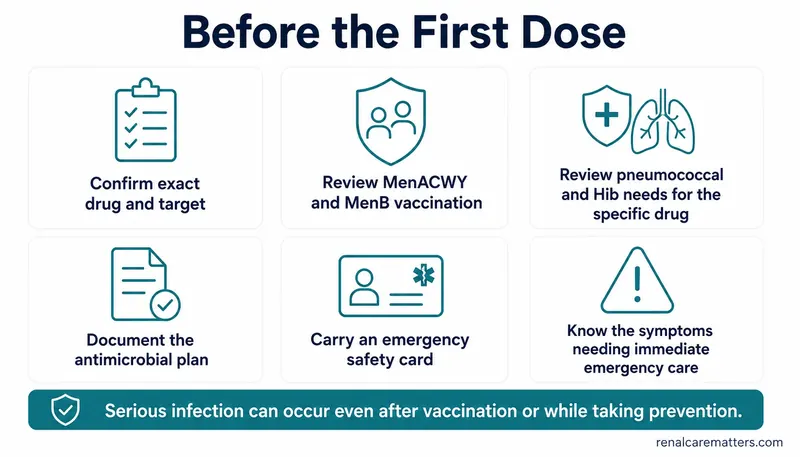 Before the First Dose
Confirm exact
drug and target
Review MenACWY
and MenB vaccination
Review pneumococcal
and Hib needs for the
specific drug
Document the
antimicrobial plan
Carry an emergency
safety card
Know the symptoms
needing immediate
emergency care
Serious infection can occur even after vaccination or while taking prevention.
renalcarematters.com